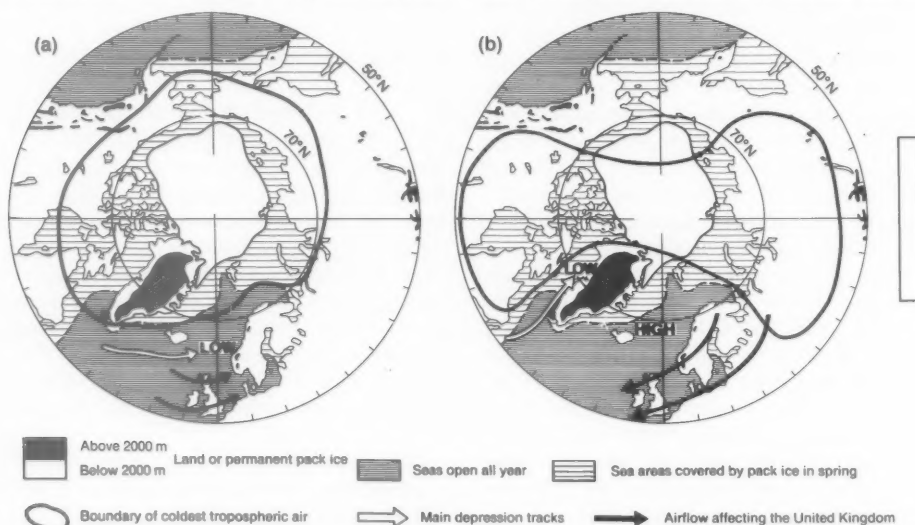 (a)
50°N
70°N
LOW
(b)
50°N
70°N
LOW
HIGH
Above 2000 m
Below 2000 m
Land or permanent pack ice
Seas open all year
Sea areas covered by pack ice in spring
Boundary of coldest tropospheric air
Main depression tracks
Airflow affecting the United Kingdom